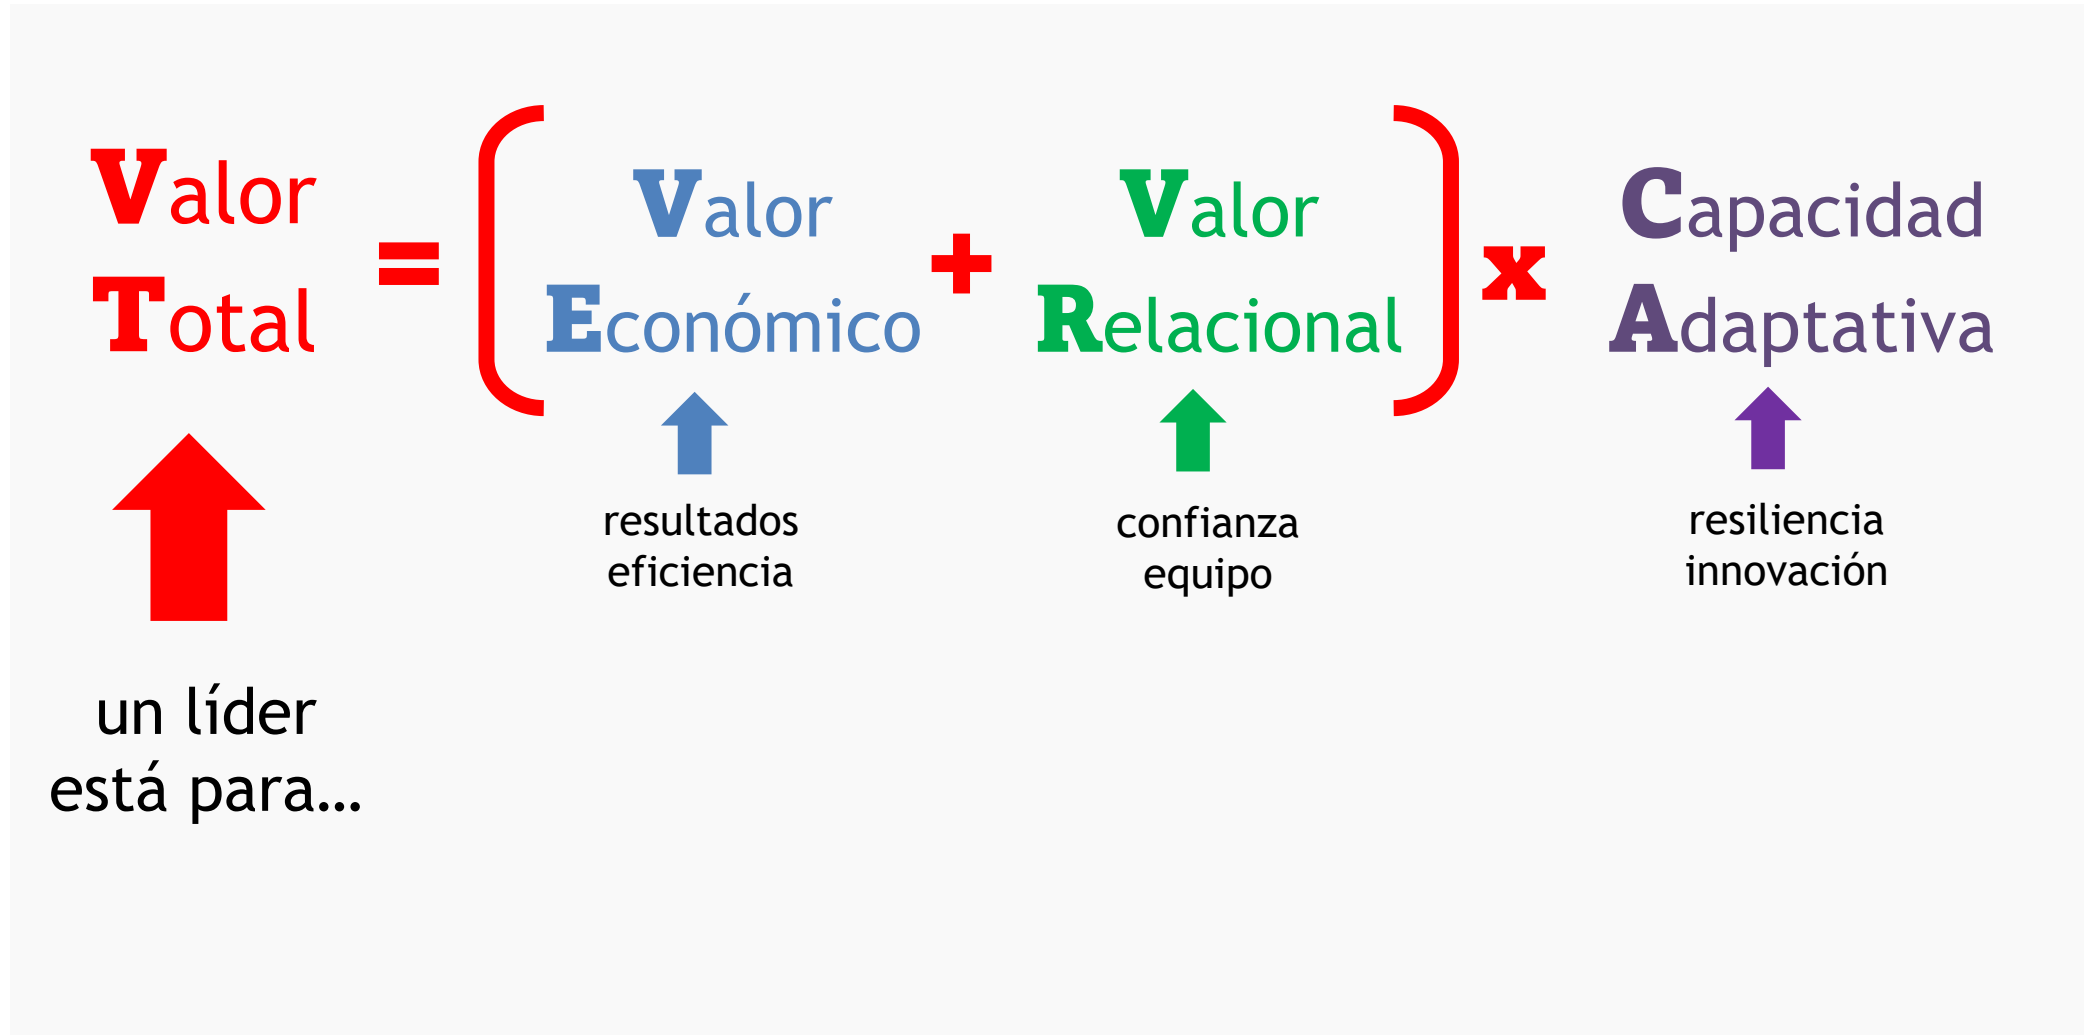 Valor
Total
=
(
Valor
Económico
+
Valor
Relacional
)
x
Capacidad
Adaptativa
resultados
eficiencia
confianza
equipo
resiliencia
innovación
un líder
está para...